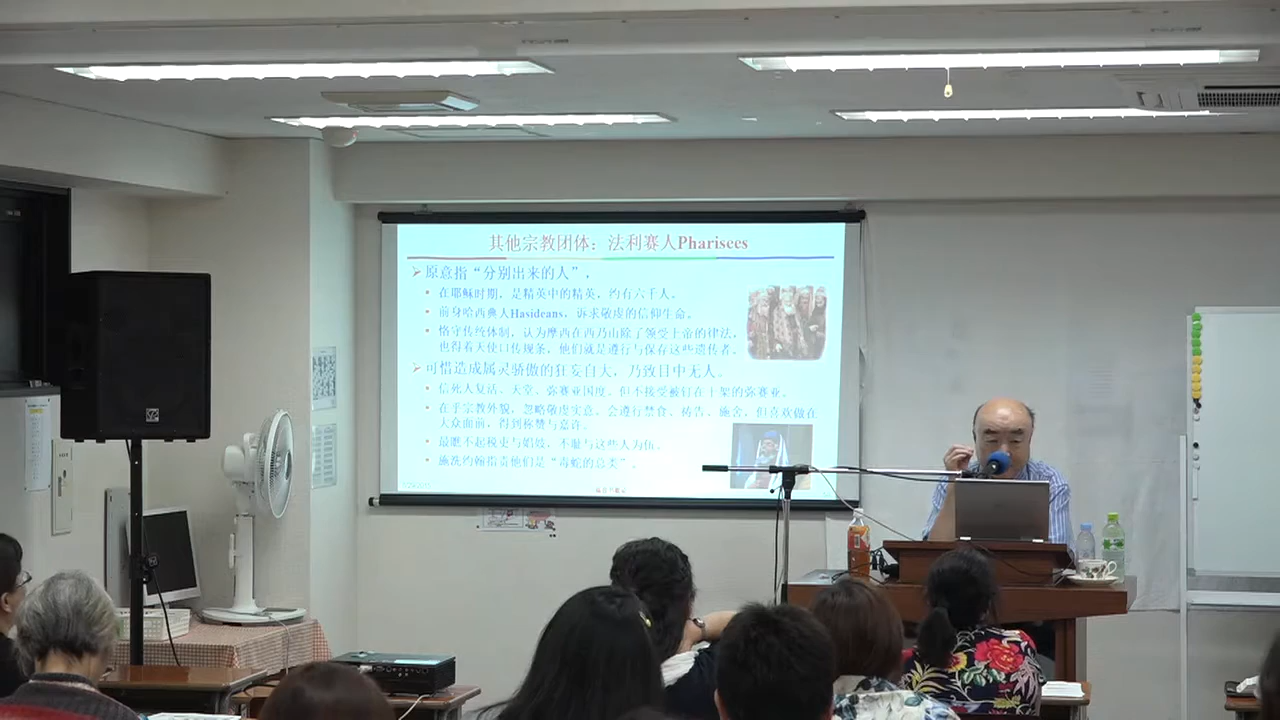 其他宗教团体：法利赛人Pharisees
原意指“分别出来的人”．
在耶稣时期，是精英中的精英，约有六千人。
前身哈西典人Hasideans，诉求敬虔的信仰生命。
恪守传统体制，认为摩西在西乃山除了领受上帝的律法，
也得着天使口传规条，他们就是遵行与保存这些遗传者。
可惜造成属灵骄傲的狂妄自大，乃致目中无人．
信死人复活、天堂、弥赛亚国度，但不接受被钉在十架的弥赛亚。
在乎宗教外貌，忽略敬虔实意，会遵行禁食、祷告、施舍，但喜欢做在
大众面前，得到称赞与嘉许。
最瞧不起税吏与娼妓，不屑与这些人为伍。
施洗约翰指责他们是“毒蛇的总类”．